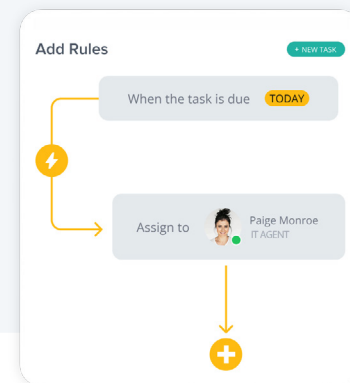 Add Rules
+ NEW TASK
When the task is due TODAY
Assign to
Paige Monroe
IT AGENT